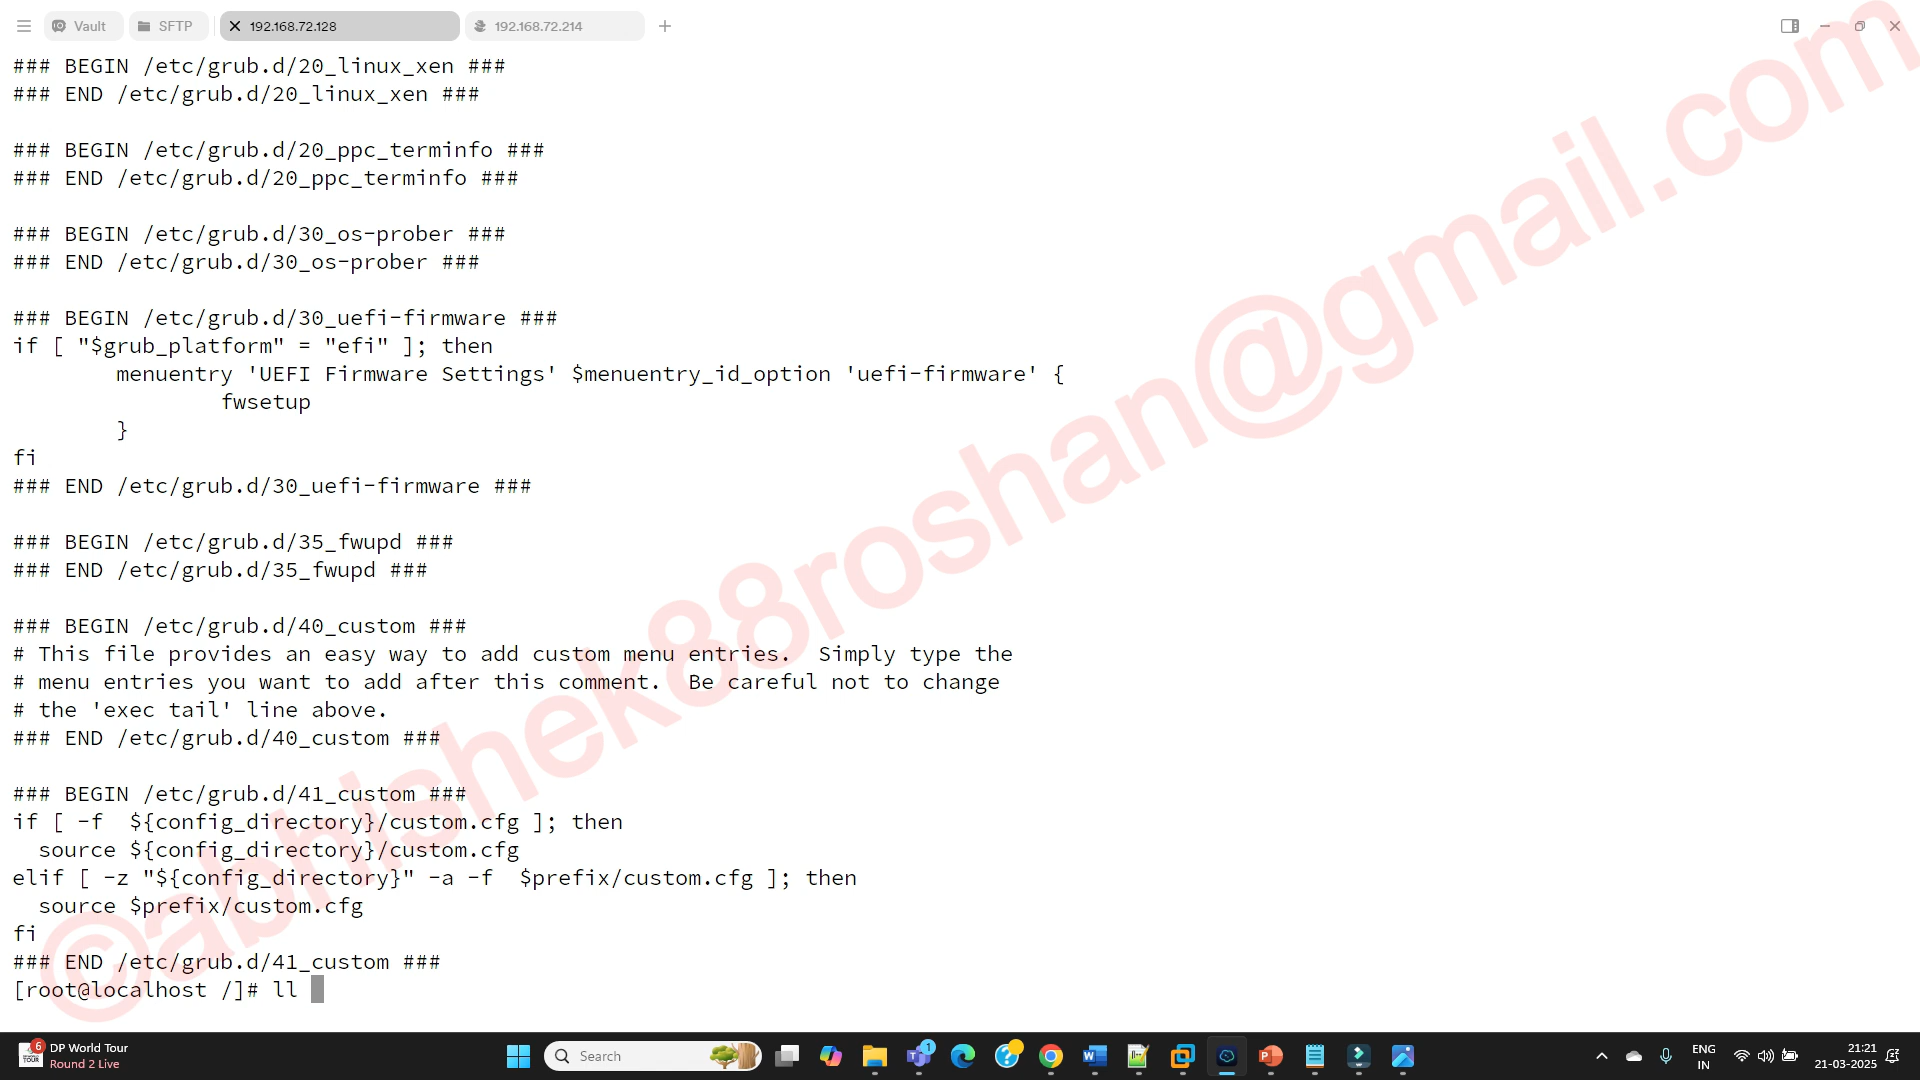 Vault
SFTP
192.168.72.128
192.168.72.214
### BEGIN /etc/grub.d/20_linux_xen ###
### END /etc/grub.d/20_linux_xen ###
### BEGIN /etc/grub.d/20_ppc_terminfo ###
### END /etc/grub.d/20_ppc_terminfo ###
### BEGIN /etc/grub.d/30_os-prober ###
### END /etc/grub.d/30_os-prober ###
### BEGIN /etc/grub.d/30_uefi-firmware ###
if [ "$grub_platform" = "efi" ]; then
        menuentry 'UEFI Firmware Settings' $menuentry_id_option 'uefi-firmware' {
                fwsetup
        }
fi
### END /etc/grub.d/30_uefi-firmware ###
### BEGIN /etc/grub.d/35_fwupd ###
### END /etc/grub.d/35_fwupd ###
### BEGIN /etc/grub.d/40_custom ###
# This file provides an easy way to add custom menu entries.  Simply type the
# menu entries you want to add after this comment.  Be careful not to change
# the 'exec tail' line above.
### END /etc/grub.d/40_custom ###
### BEGIN /etc/grub.d/41_custom ###
if [ -f  ${config_directory}/custom.cfg ]; then
  source ${config_directory}/custom.cfg
elif [ -z "${config_directory}" -a -f  $prefix/custom.cfg ]; then
  source $prefix/custom.cfg
fi
### END /etc/grub.d/41_custom ###
[root@localhost /]# ll
©abhishek88roshan@gmail.com
6
DP World Tour
Round 2 Live
Search
1
ENG
IN
21:21
21-03-2025